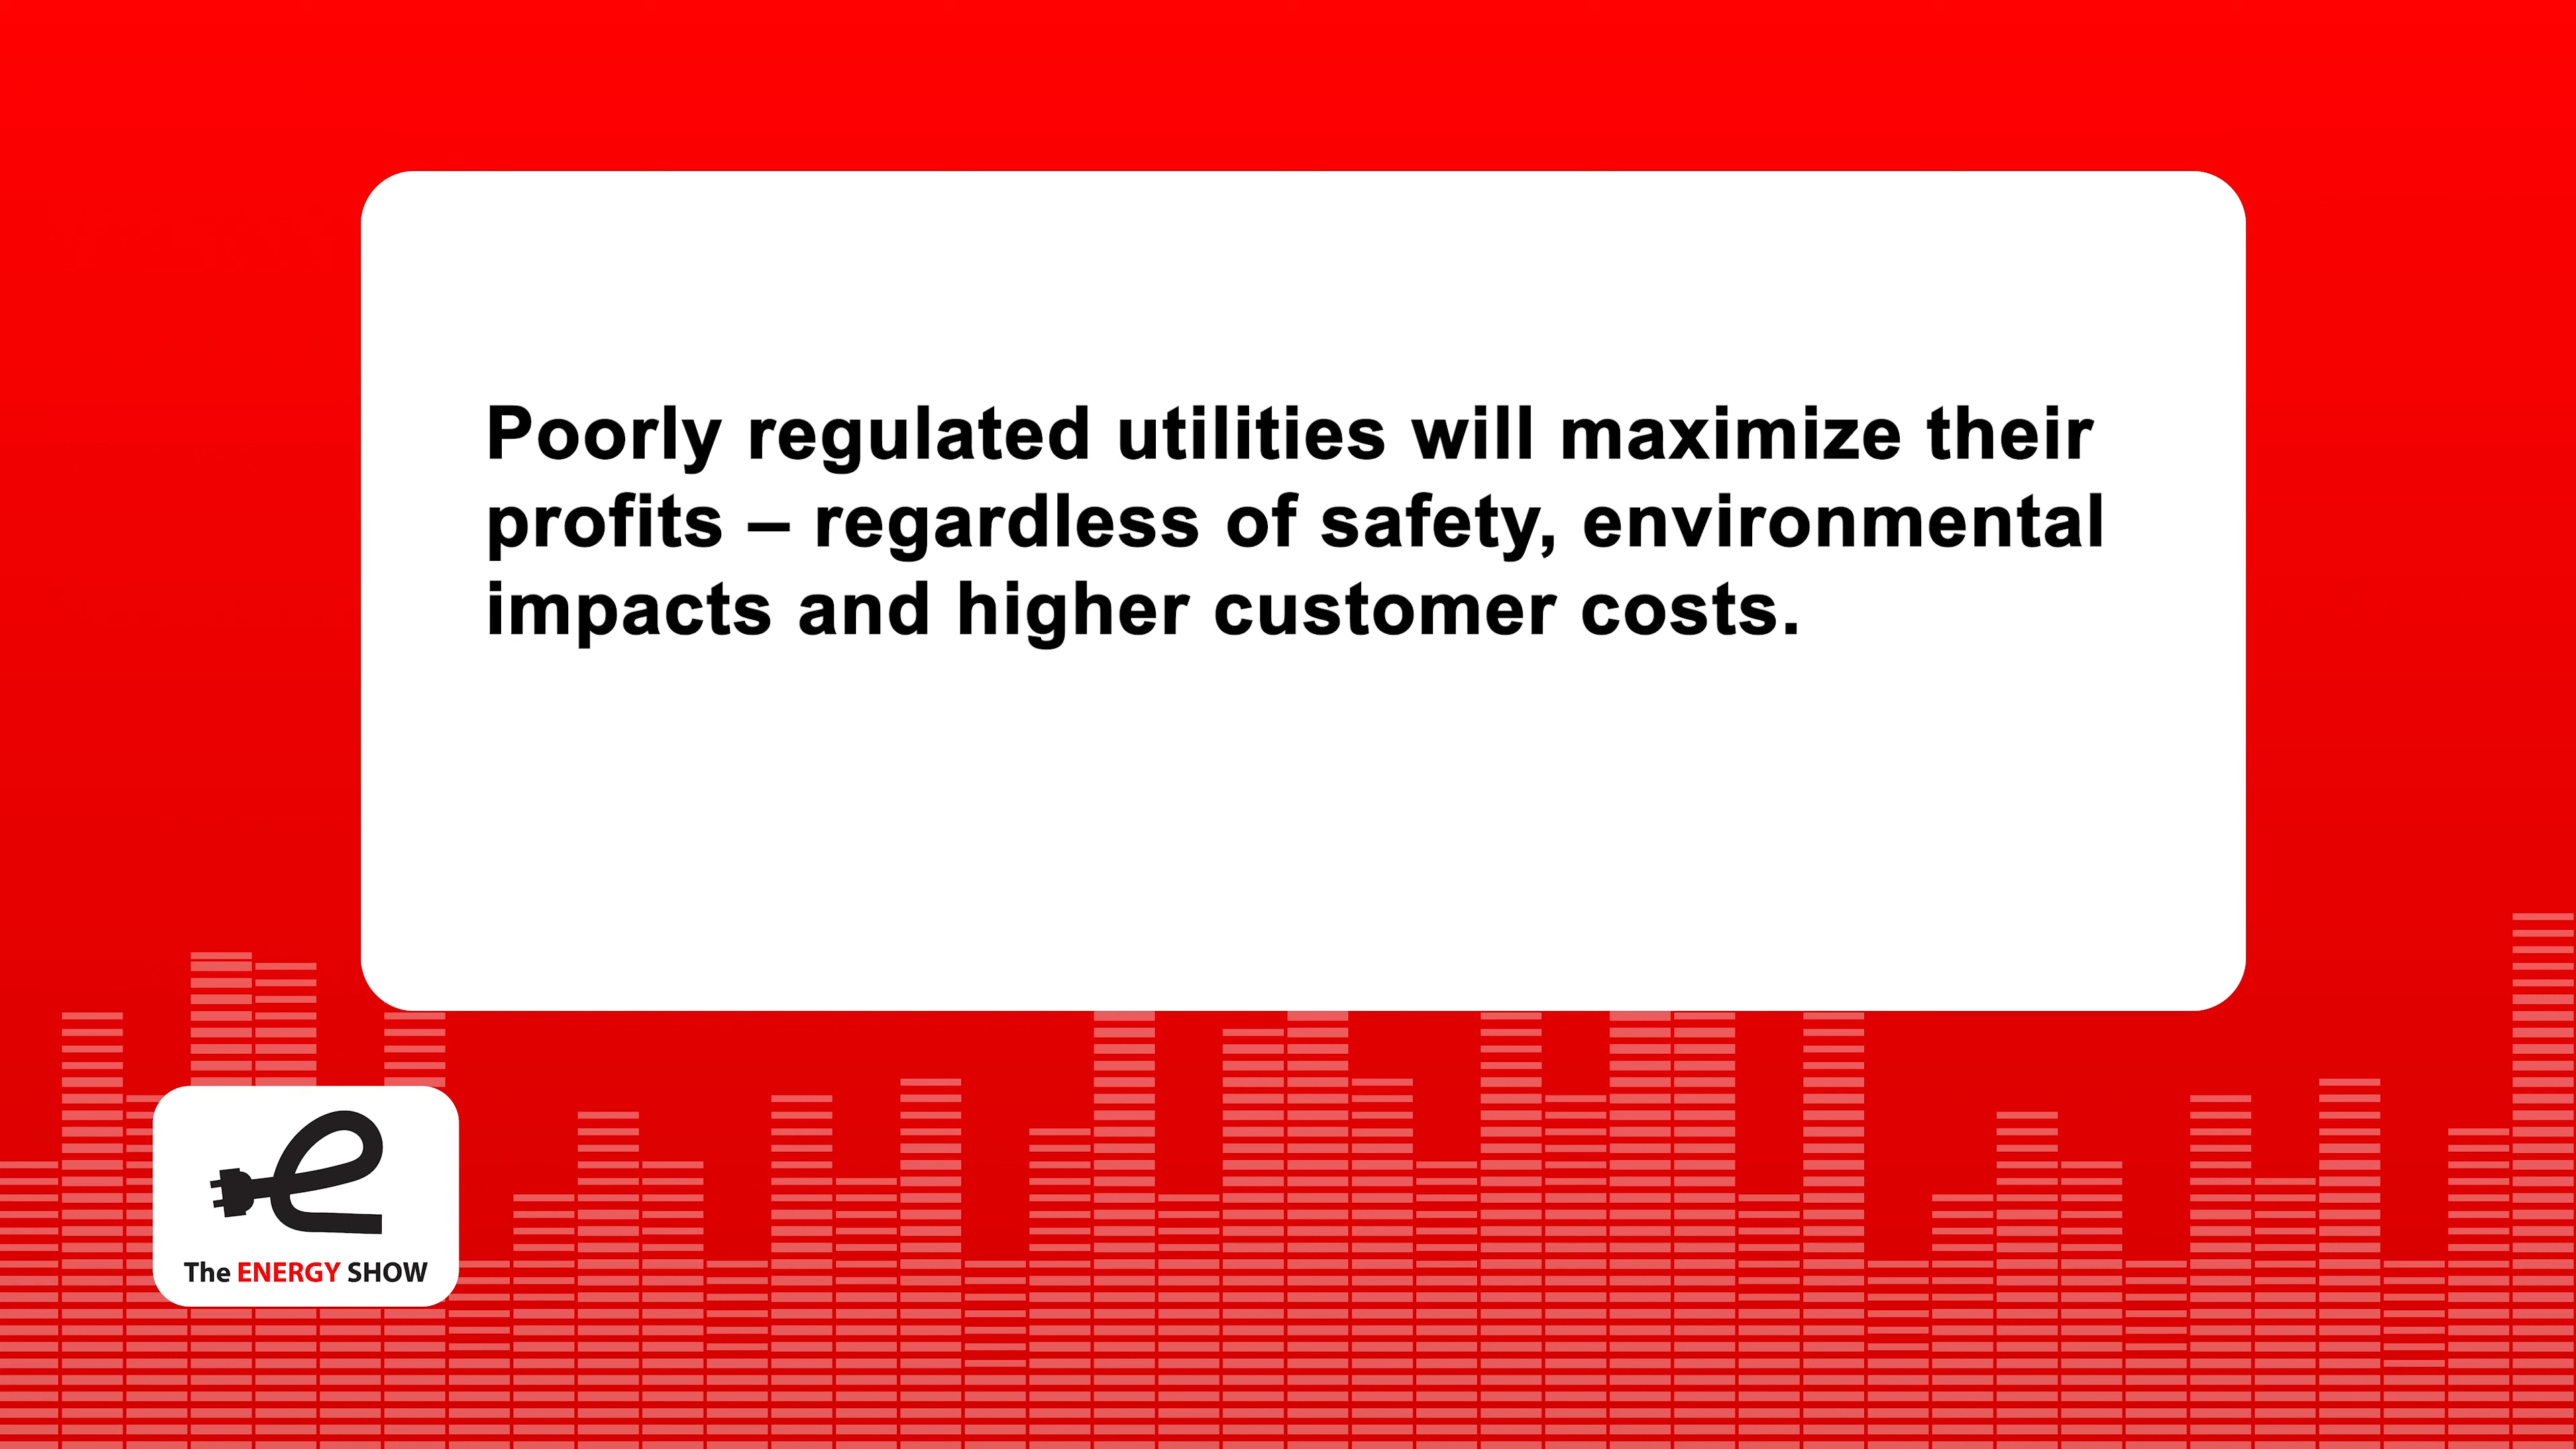 Poorly regulated utilities will maximize their
profits – regardless of safety, environmental
impacts and higher customer costs.
The ENERGY SHOW